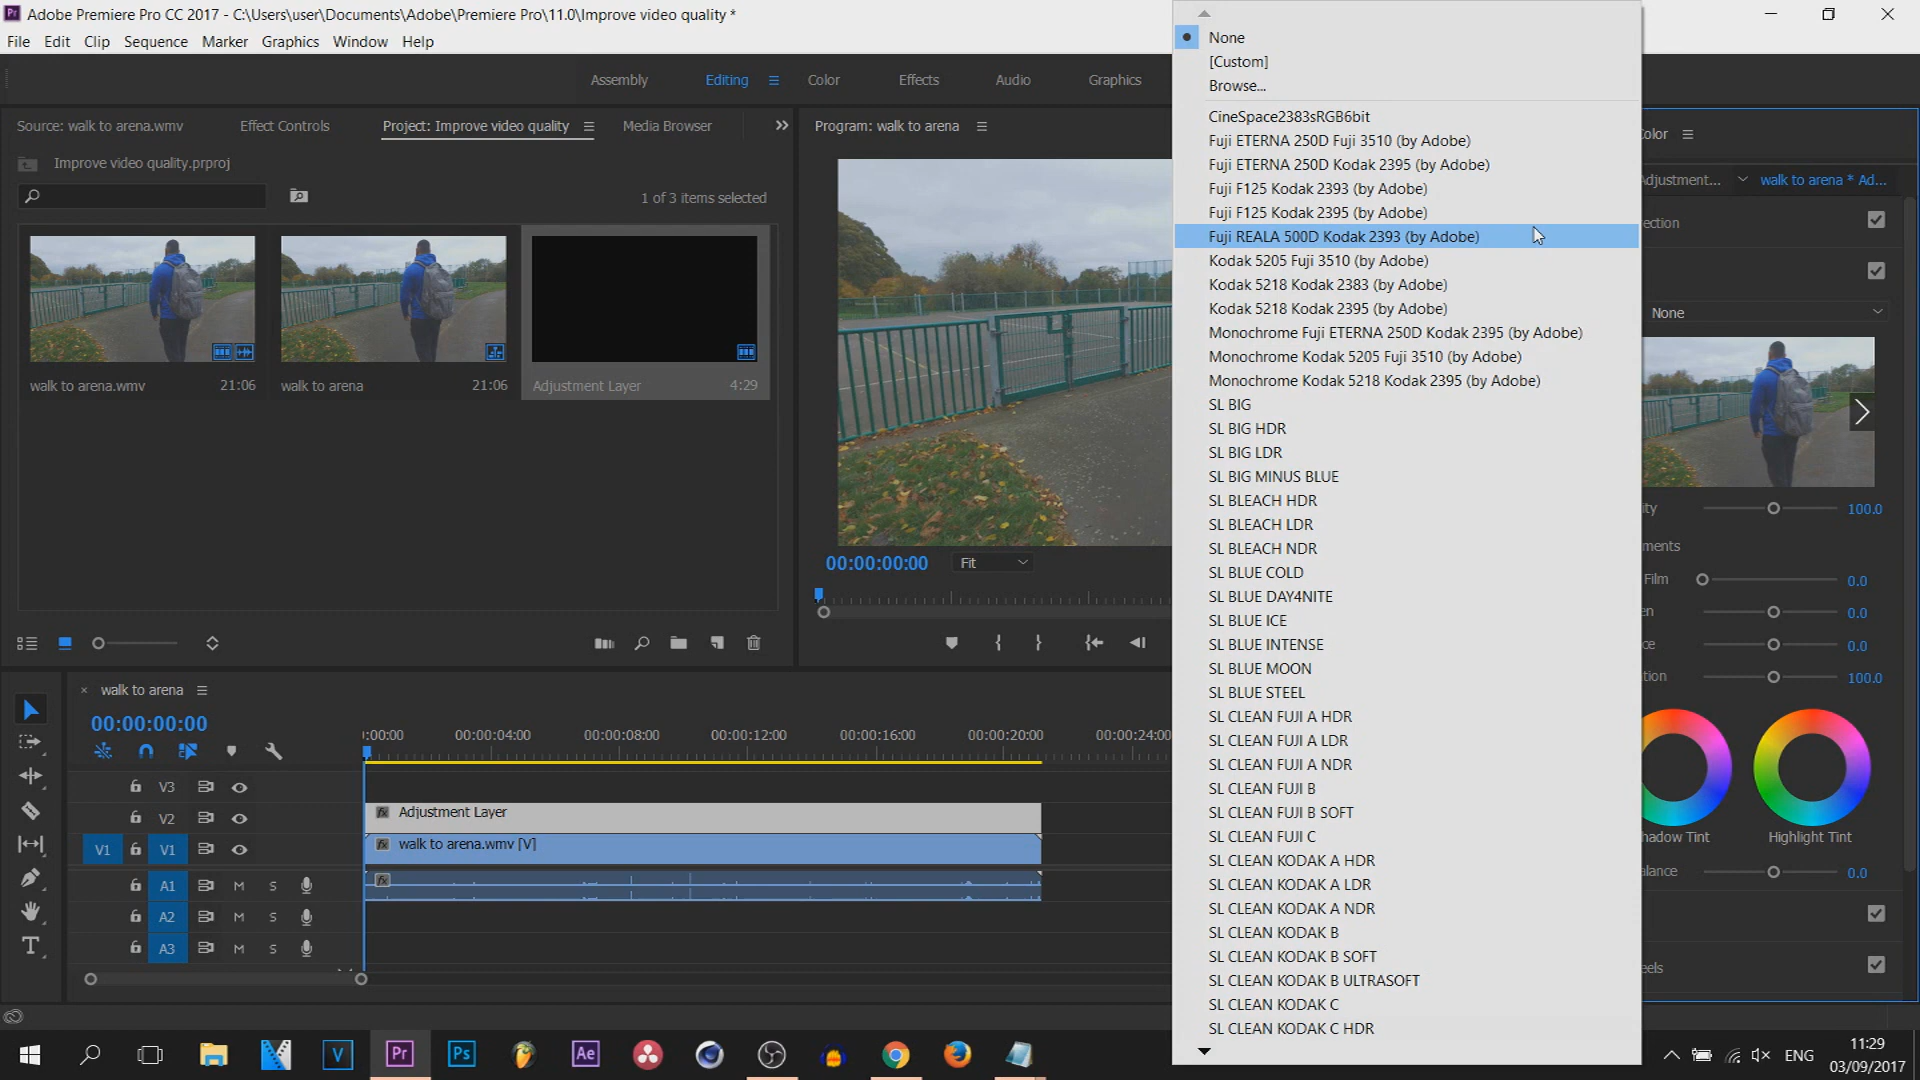 Adobe Premiere Pro CC 2017 - C:\Users\user\Documents\Adobe\Premiere Pro\11.0\Improve video quality *
File Edit Clip Sequence Marker Graphics Window Help
Assembly Editing Color Effects Audio Graphics
Source: walk to arena.wmv Effect Controls Project: Improve video quality Media Browser
Improve video quality.prproj
1 of 3 items selected
walk to arena.wmv 21:06
walk to arena 21:06
Adjustment Layer 4:29
Program: walk to arena
00:00:00:00 Fit
None
[Custom]
Browse...
CineSpace2383sRGB6bit
Fuji ETERNA 250D Fuji 3510 (by Adobe)
Fuji ETERNA 250D Kodak 2395 (by Adobe)
Fuji F125 Kodak 2393 (by Adobe)
Fuji F125 Kodak 2395 (by Adobe)
Fuji REALA 500D Kodak 2393 (by Adobe)
Kodak 5205 Fuji 3510 (by Adobe)
Kodak 5218 Kodak 2383 (by Adobe)
Kodak 5218 Kodak 2395 (by Adobe)
Monochrome Fuji ETERNA 250D Kodak 2395 (by Adobe)
Monochrome Kodak 5205 Fuji 3510 (by Adobe)
Monochrome Kodak 5218 Kodak 2395 (by Adobe)
SL BIG
SL BIG HDR
SL BIG LDR
SL BIG MINUS BLUE
SL BLEACH HDR
SL BLEACH LDR
SL BLEACH NDR
SL BLUE COLD
SL BLUE DAY4NITE
SL BLUE ICE
SL BLUE INTENSE
SL BLUE MOON
SL BLUE STEEL
SL CLEAN FUJI A HDR
SL CLEAN FUJI A LDR
SL CLEAN FUJI A NDR
SL CLEAN FUJI B
SL CLEAN FUJI B SOFT
SL CLEAN FUJI C
SL CLEAN KODAK A HDR
SL CLEAN KODAK A LDR
SL CLEAN KODAK A NDR
SL CLEAN KODAK B
SL CLEAN KODAK B SOFT
SL CLEAN KODAK B ULTRASOFT
SL CLEAN KODAK C
SL CLEAN KODAK C HDR
olor
Adjustment... walk to arena * Ad...
ection
None
ity 100.0
ments
Film 0.0
en 0.0
ce 0.0
tion 100.0
hadow Tint Highlight Tint
alance 0.0
eels
× walk to arena
00:00:00:00
:00:00 00:00:04:00 00:00:08:00 00:00:12:00 00:00:16:00 00:00:20:00 00:00:24:00
V3
V2 fx Adjustment Layer
V1 V1 fx walk to arena.wmv [V]
A1 M S fx
A2 M S
A3 M S
T
V Pr Ps Ae
ENG
11:29
03/09/2017